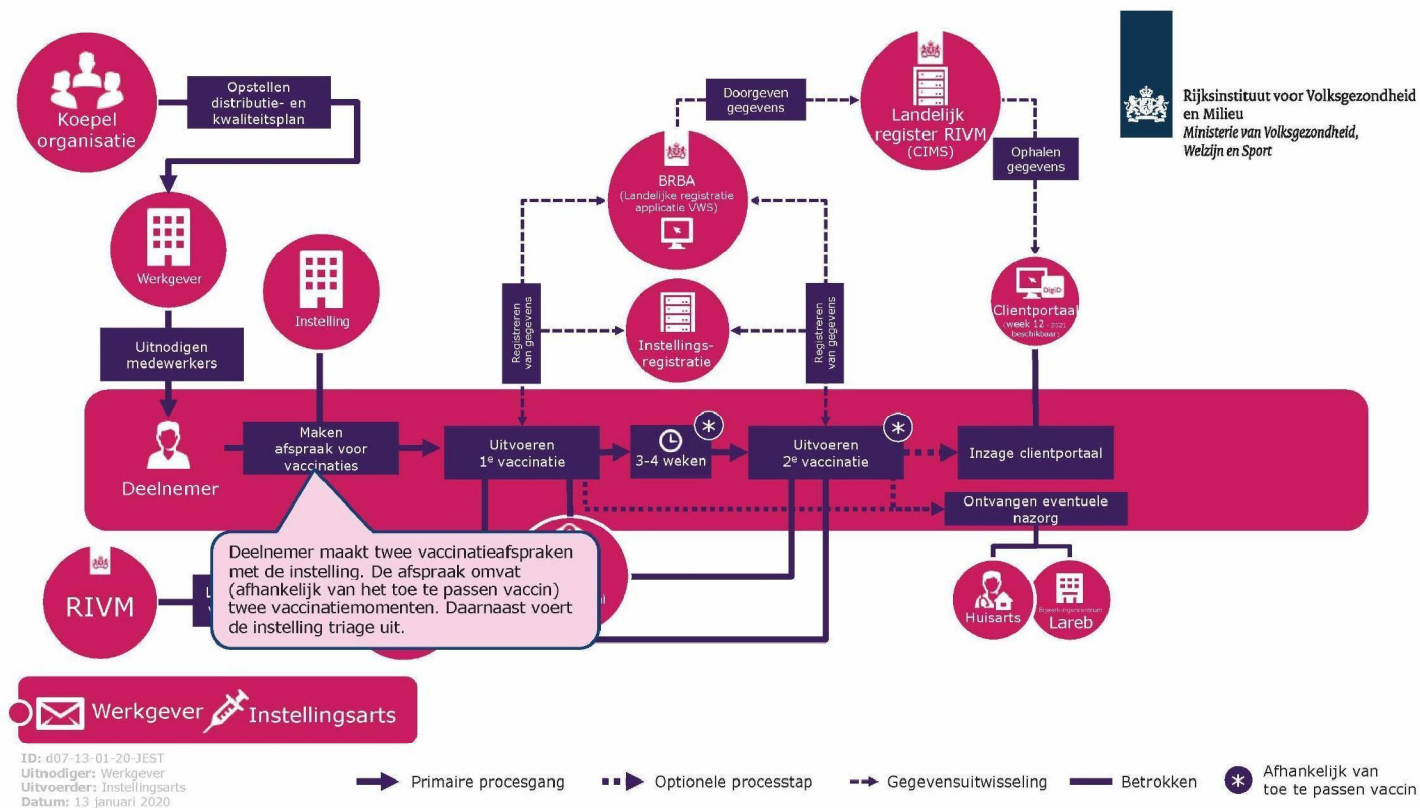 Koepel
organisatie
Opstellen
distributie- en
kwaliteitsplan
Werkgever
Uitnodigen
medewerkers
Instelling
Doorgeven
gegevens
Landelijk
register RIVM
(CIMS)
Ophalen
gegevens
Rijksinstituut voor Volksgezondheid
en Milieu
Ministerie van Volksgezondheid,
Welzijn en Sport
BRBA
(Landelijke registratie
applicatie VWS)
Registreren
van gegevens
Instellings-
registratie
Registreren
van gegevens
DigiD
Clientportaal
(week 12 - 2021
beschikbaar)
Deelnemer
Maken
afspraak voor
vaccinaties
Uitvoeren
1e vaccinatie
3-4 weken
*
Uitvoeren
2e vaccinatie
*
Inzage clientportaal
Ontvangen eventuele
nazorg
Deelnemer maakt twee vaccinatieafspraken
met de instelling. De afspraak omvat
(afhankelijk van het toe te passen vaccin)
twee vaccinatiemomenten. Daarnaast voert
de instelling triage uit.
RIVM
Huisarts
Bijwerkingencentrum
Lareb
Werkgever
Instellingsarts
ID: d07-13-01-20-JEST
Uitnodiger: Werkgever
Uitvoerder: Instellingsarts
Datum: 13 januari 2020
Primaire procesgang
Optionele processtap
Gegevensuitwisseling
Betrokken
*
Afhankelijk van
toe te passen vaccin